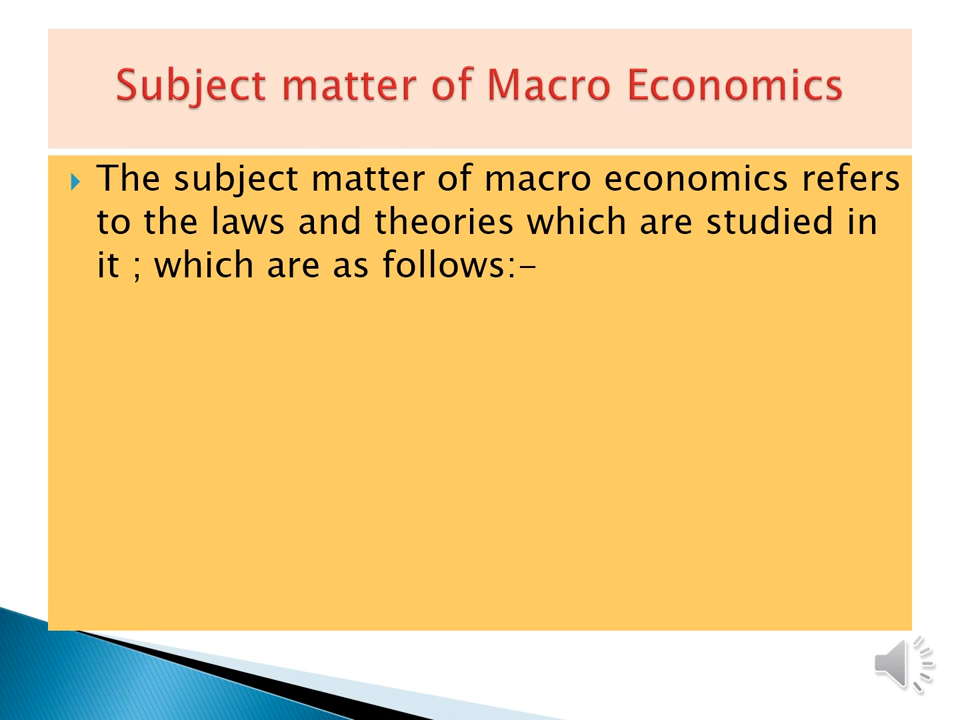 Subject matter of Macro Economics
The subject matter of macro economics refers
to the laws and theories which are studied in
it ; which are as follows:-